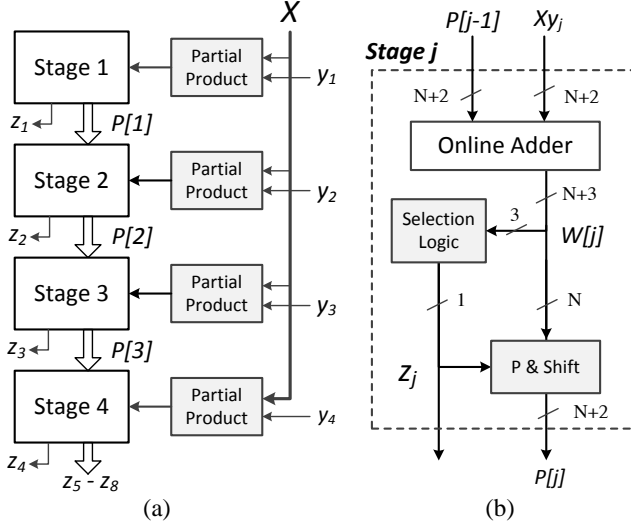 X
Stage 1
Partial
Product
y1
z1
P[1]
Stage 2
Partial
Product
y2
z2
P[2]
Stage 3
Partial
Product
y3
z3
P[3]
Stage 4
Partial
Product
y4
z4
z5 - z8
(a)
P[j-1]
Xyj
Stage j
N+2
N+2
Online Adder
N+3
Selection
Logic
3
W[j]
1
N
Zj
P & Shift
N+2
P[j]
(b)